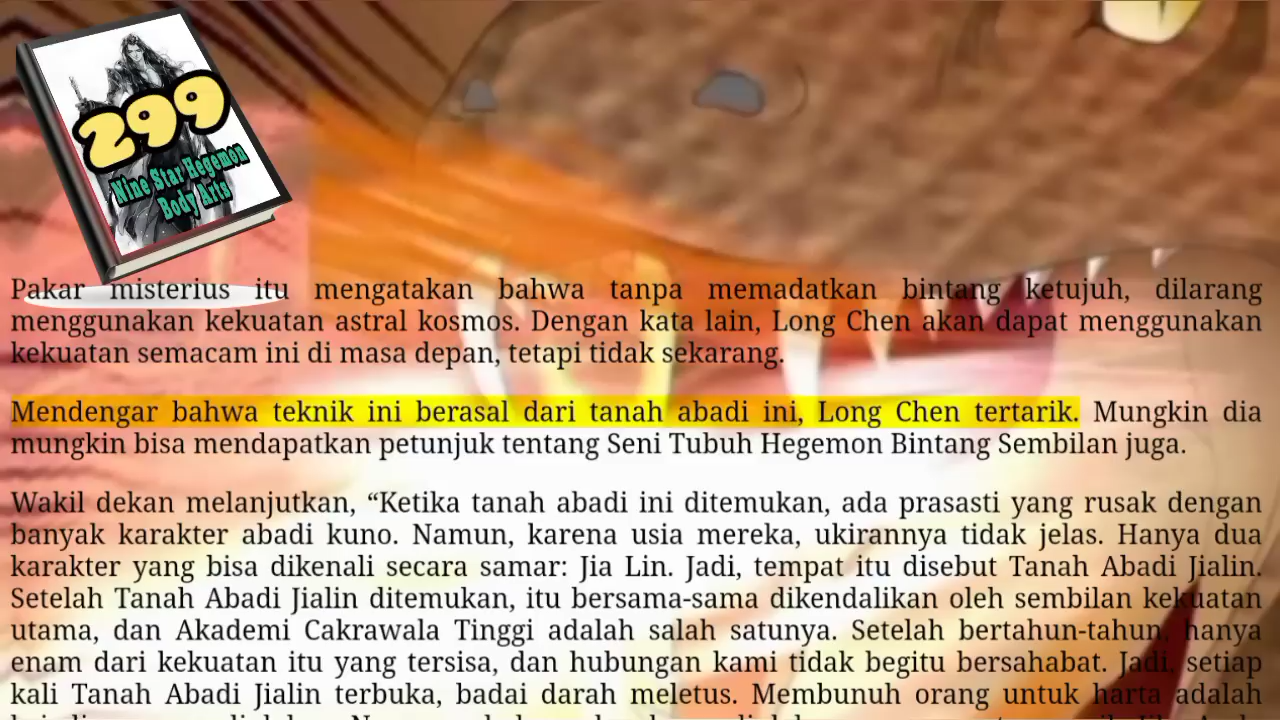 299
Nine Star Hegemon
Body Arts
Pakar misterius itu mengatakan bahwa tanpa memadatkan bintang ketujuh, dilarang
menggunakan kekuatan astral kosmos. Dengan kata lain, Long Chen akan dapat menggunakan
kekuatan semacam ini di masa depan, tetapi tidak sekarang.
Mendengar bahwa teknik ini berasal dari tanah abadi ini, Long Chen tertarik. Mungkin dia
mungkin bisa mendapatkan petunjuk tentang Seni Tubuh Hegemon Bintang Sembilan juga.
Wakil dekan melanjutkan, “Ketika tanah abadi ini ditemukan, ada prasasti yang rusak dengan
banyak karakter abadi kuno. Namun, karena usia mereka, ukirannya tidak jelas. Hanya dua
karakter yang bisa dikenali secara samar: Jia Lin. Jadi, tempat itu disebut Tanah Abadi Jialin.
Setelah Tanah Abadi Jialin ditemukan, itu bersama-sama dikendalikan oleh sembilan kekuatan
utama, dan Akademi Cakrawala Tinggi adalah salah satunya. Setelah bertahun-tahun, hanya
enam dari kekuatan itu yang tersisa, dan hubungan kami tidak begitu bersahabat. Jadi, setiap
kali Tanah Abadi Jialin terbuka, badai darah meletus. Membunuh orang untuk harta adalah